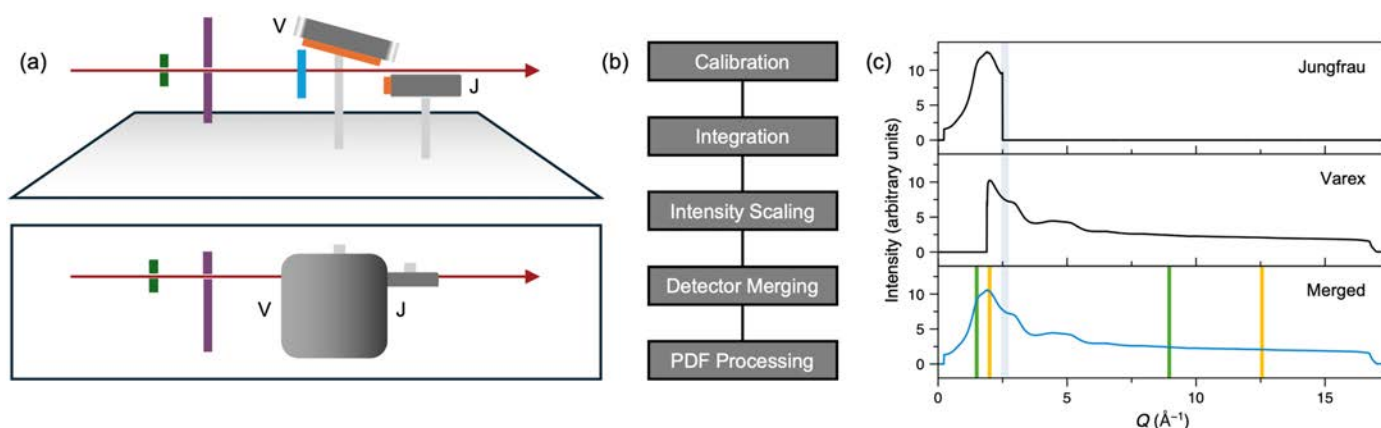 (a)
V
J
V
J
(b)
Calibration
Integration
Intensity Scaling
Detector Merging
PDF Processing
(c)
Intensity (arbitrary units)
10
5
0
Jungfrau
10
5
0
Varex
10
5
0
Merged
0 5 10 15
Q (Å⁻¹)